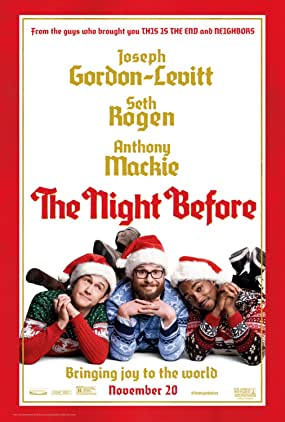 From the guys who brought you THIS IS THE END and NEIGHBORS
Joseph
Gordon-Levitt
Seth
Rogen
Anthony
Mackie
The Night Before
Bringing joy to the world
November 20